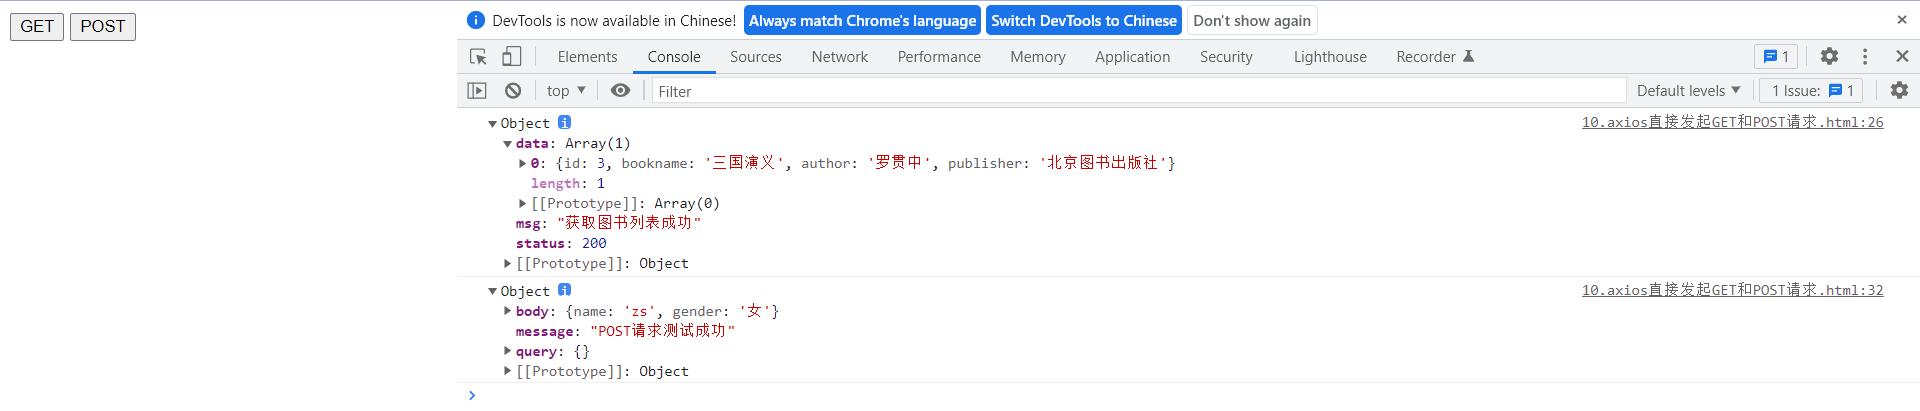 GET POST
DevTools is now available in Chinese! Always match Chrome's language Switch DevTools to Chinese Don't show again
Elements Console Sources Network Performance Memory Application Security Lighthouse Recorder 1
top Filter Default levels 1 Issue: 1
Object 10.axios直接发起GET和POST请求.html:26
data: Array(1)
0: {id: 3, bookname: '三国演义', author: '罗贯中', publisher: '北京图书出版社'}
length: 1
[[Prototype]]: Array(0)
msg: "获取图书列表成功"
status: 200
[[Prototype]]: Object
Object 10.axios直接发起GET和POST请求.html:32
body: {name: 'zs', gender: '女'}
message: "POST请求测试成功"
query: {}
[[Prototype]]: Object